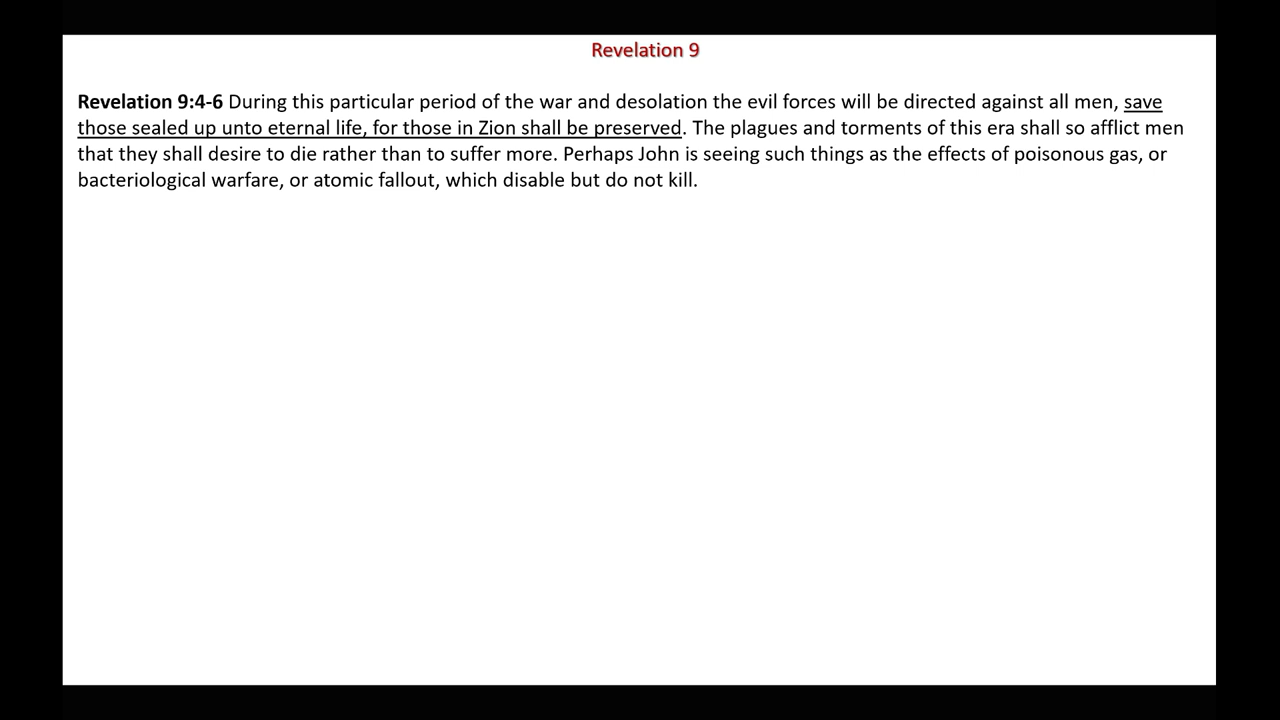 Revelation 9
Revelation 9:4-6 During this particular period of the war and desolation the evil forces will be directed against all men, save
those sealed up unto eternal life, for those in Zion shall be preserved. The plagues and torments of this era shall so afflict men
that they shall desire to die rather than to suffer more. Perhaps John is seeing such things as the effects of poisonous gas, or
bacteriological warfare, or atomic fallout, which disable but do not kill.